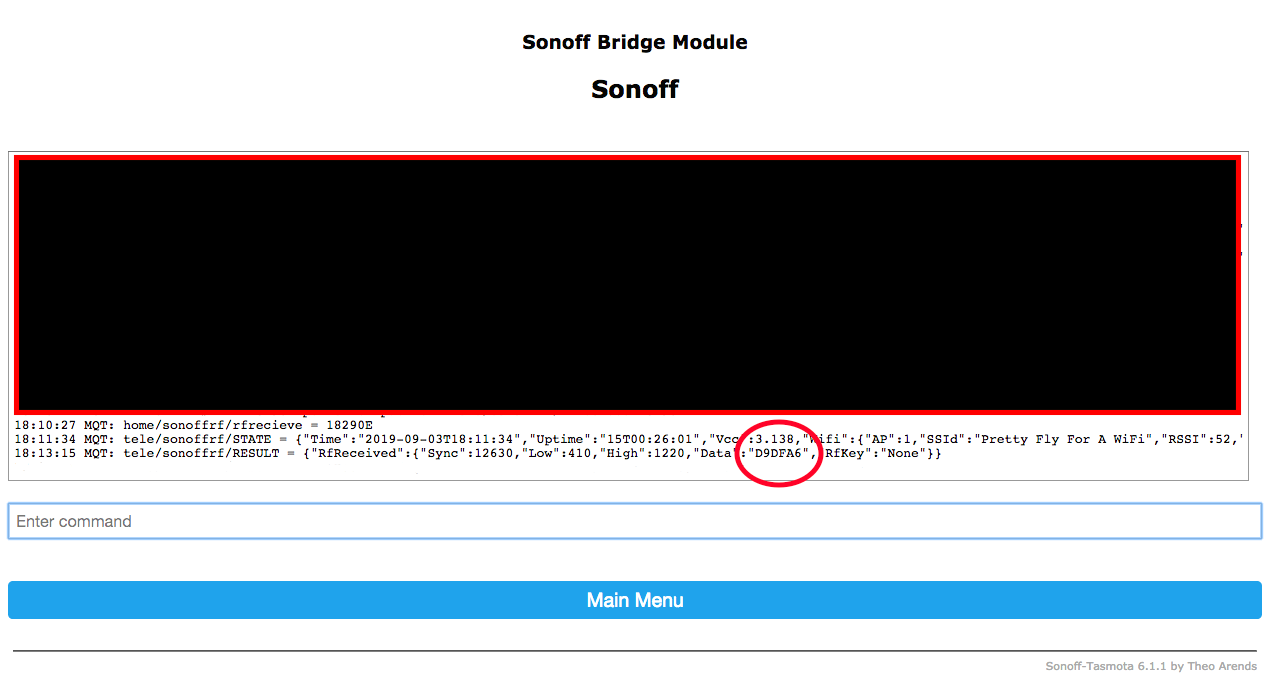 Sonoff Bridge Module
Sonoff
18:10:27 MQT: home/sonoffrf/rfrecieve = 18290E
18:11:34 MQT: tele/sonoffrf/STATE = {"Time":"2019-09-03T18:11:34","Uptime":"15T00:26:01","Vcc":3.138,"Wifi":{"AP":1,"SSId":"Pretty Fly For A WiFi","RSSI":52,"
18:13:15 MQT: tele/sonoffrf/RESULT = {"RfReceived":{"Sync":12630,"Low":410,"High":1220,"Data":"D9DFA6","RfKey":"None"}}
Enter command
Main Menu
Sonoff-Tasmota 6.1.1 by Theo Arends